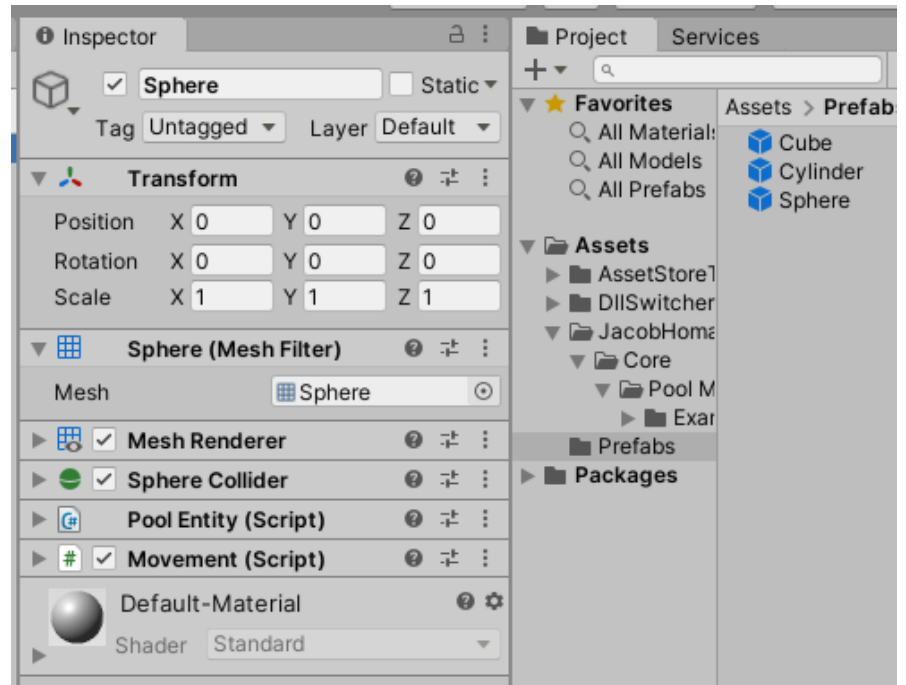 Inspector
Sphere
Static
Tag Untagged Layer Default
Transform
Position X 0 Y 0 Z 0
Rotation X 0 Y 0 Z 0
Scale X 1 Y 1 Z 1
Sphere (Mesh Filter)
Mesh Sphere
Mesh Renderer
Sphere Collider
Pool Entity (Script)
Movement (Script)
Default-Material
Shader Standard
Project Services
Favorites
All Materials
All Models
All Prefabs
Assets
AssetStoreT
DllSwitcher
JacobHoma
Core
Pool M
Exar
Prefabs
Packages
Assets > Prefab
Cube
Cylinder
Sphere